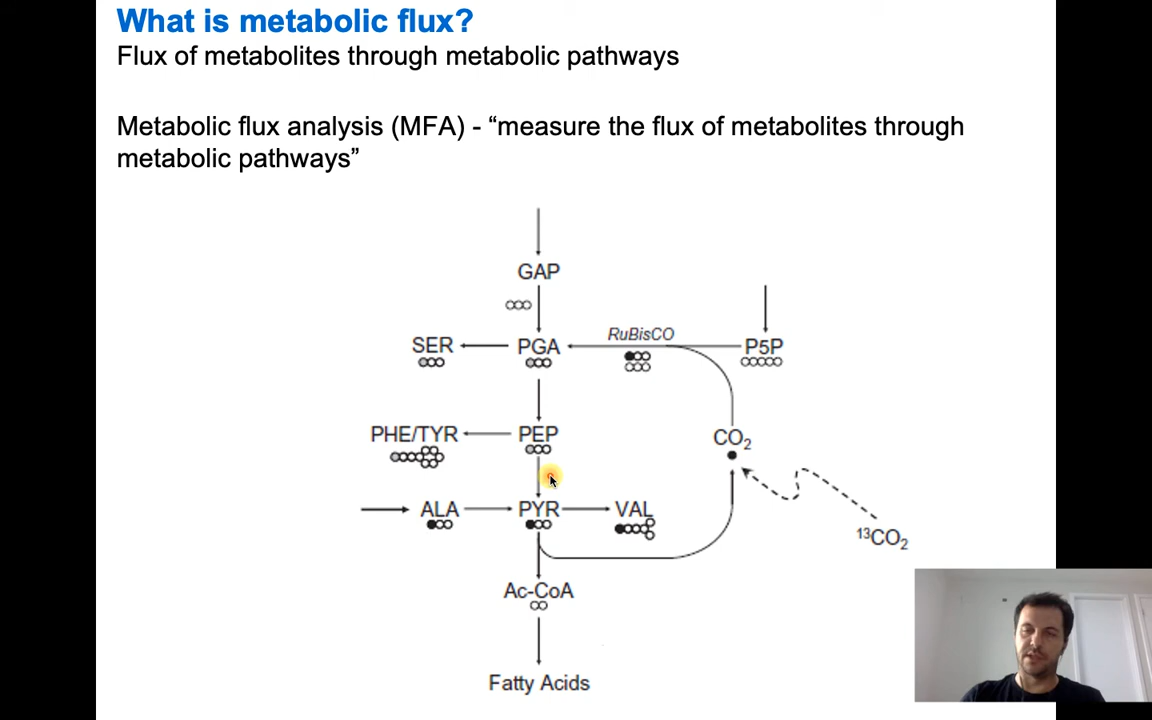 What is metabolic flux?
Flux of metabolites through metabolic pathways
Metabolic flux analysis (MFA) - “measure the flux of metabolites through
metabolic pathways”
GAP
RuBisCO
SER
PGA
P5P
PHE/TYR
PEP
CO₂
ALA
PYR
VAL
¹³CO₂
Ac-CoA
Fatty Acids